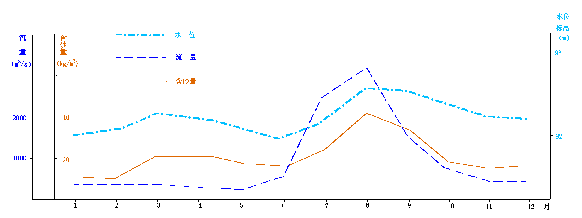 流
量
(m³/s)
含
沙
量
(kg/m³)
水位
标高
(m)
水 位
流 量
含沙量
2000
1000
20
92
1 2 3 4 5 6 7 8 9 10 11 12 月